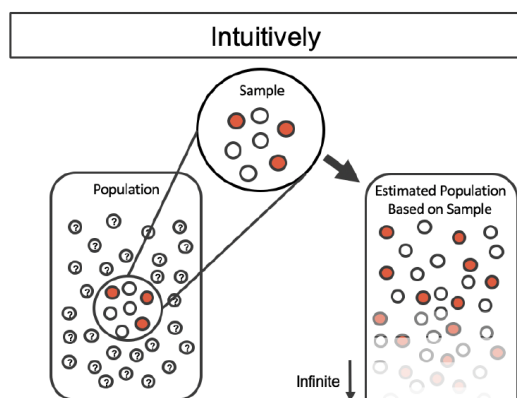 Intuitively
Sample
Population
Estimated Population
Based on Sample
? ? ? ? ? ? ? ? ? ? ? ? ? ? ? ? ? ? ? ? ? ? ? ? ? ? ?
Infinite